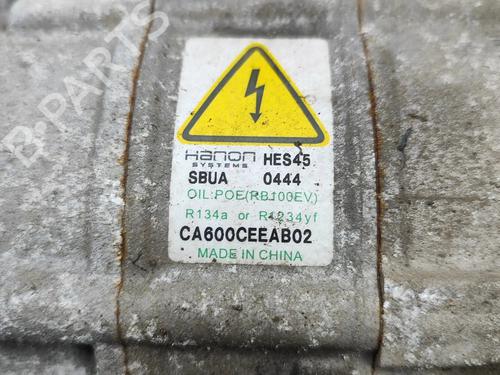 B-PARTS
Hanon HES45
SYSTEMS
SBUA 0444
OIL:POE(RB100EV)
R134a or R1234yf
CA600CEEAB02
MADE IN CHINA